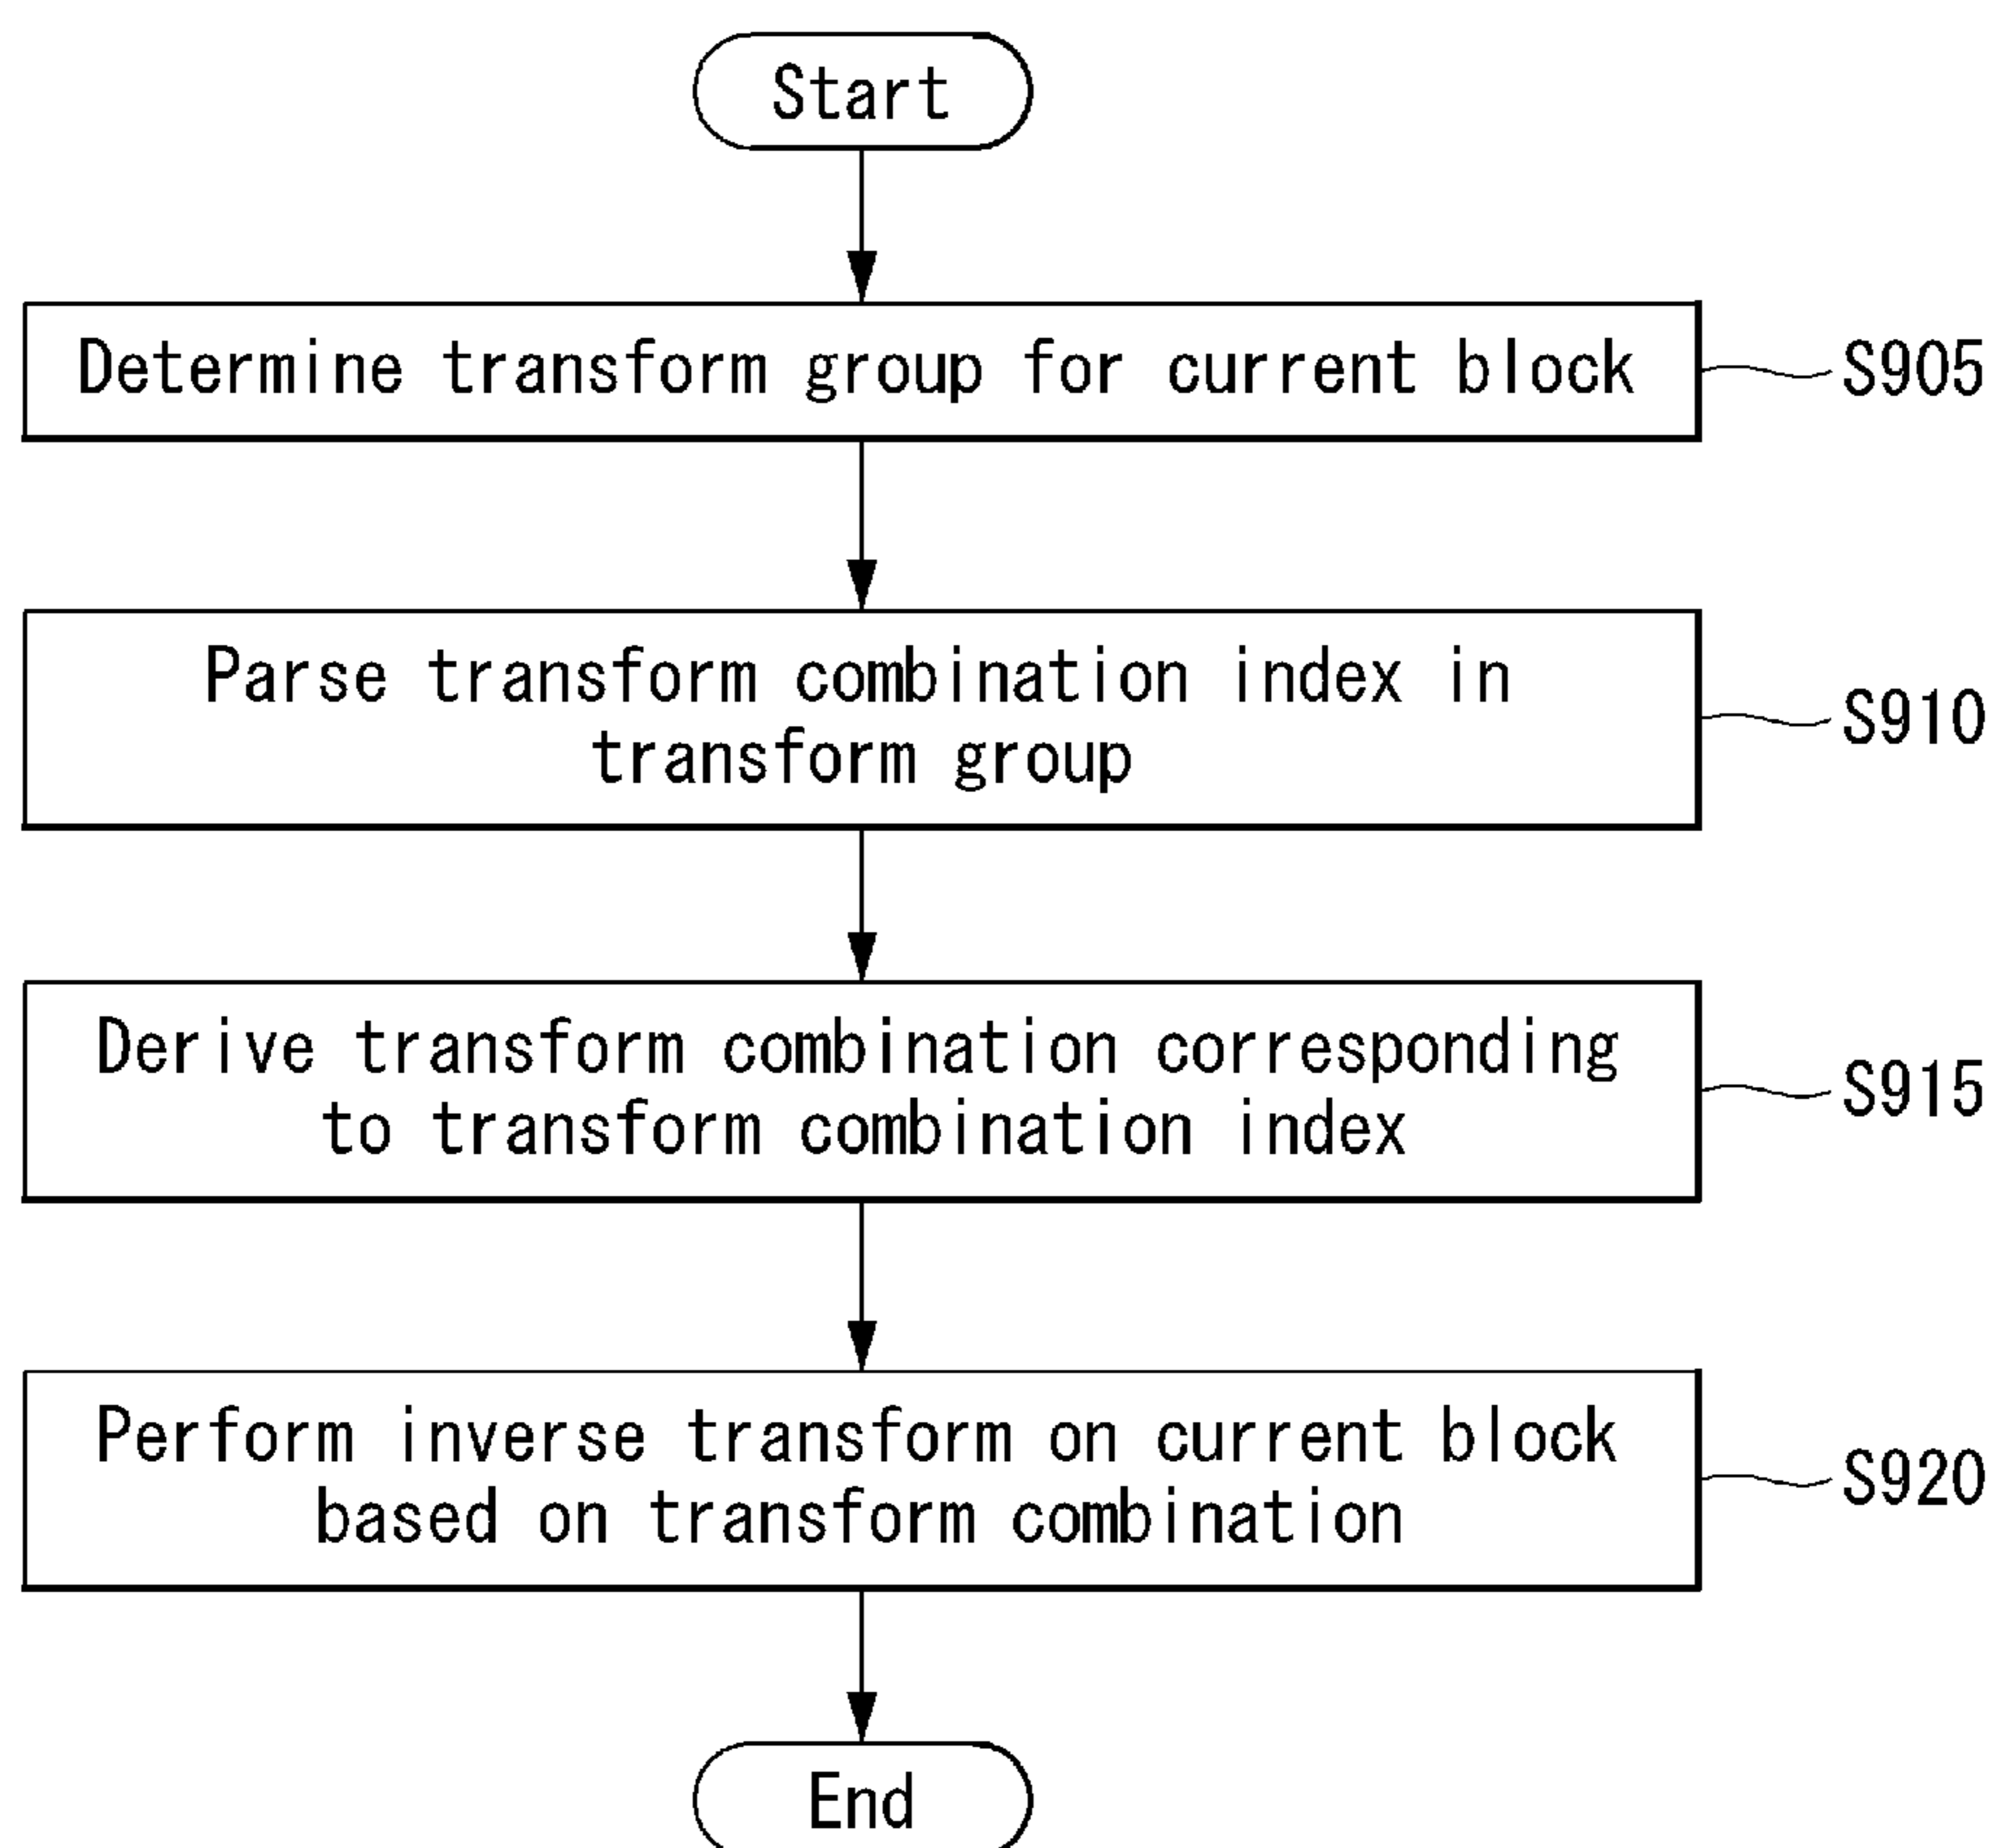 Start
Determine transform group for current block
S905
Parse transform combination index in
transform group
S910
Derive transform combination corresponding
to transform combination index
S915
Perform inverse transform on current block
based on transform combination
S920
End